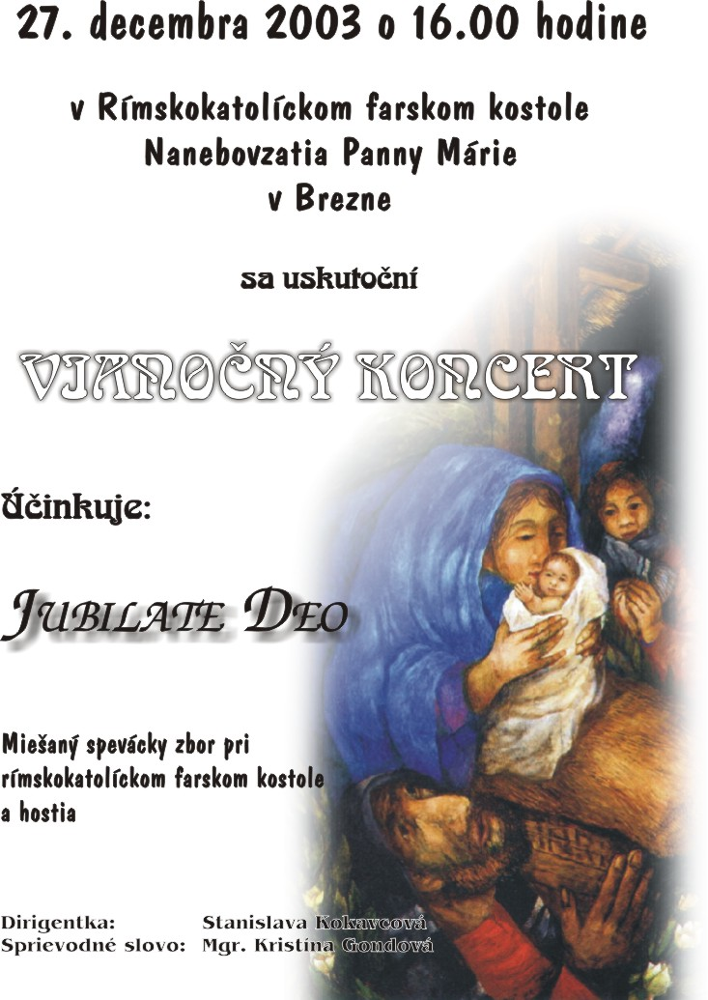 27. decembra 2003 o 16.00 hodine
v Rímskokatolíckom farskom kostole
Nanebovzatia Panny Márie
v Brezne
sa uskutoční
VIANOČNÝ KONCERT
Účinkuje:
JUBILATE DEO
Miešaný spevácky zbor pri
rímskokatolíckom farskom kostole
a hostia
Dirigentka: Stanislava Kokavcová
Sprievodné slovo: Mgr. Kristína Gondová